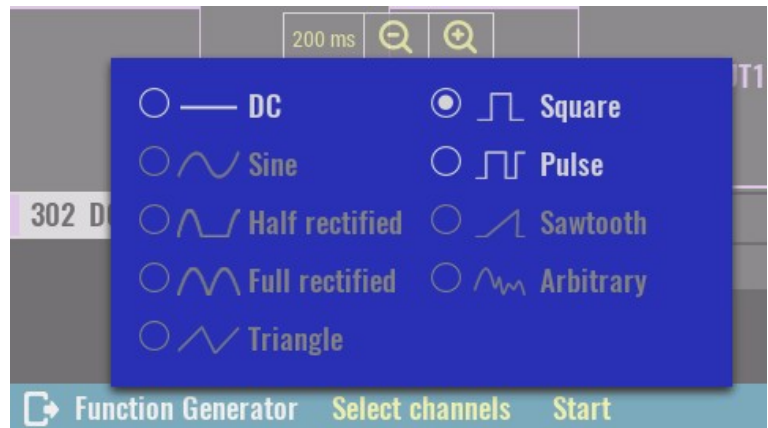 200 ms
UT1
DC
Square
Sine
Pulse
302 D
Half rectified
Sawtooth
Full rectified
Arbitrary
Triangle
Function Generator Select channels Start